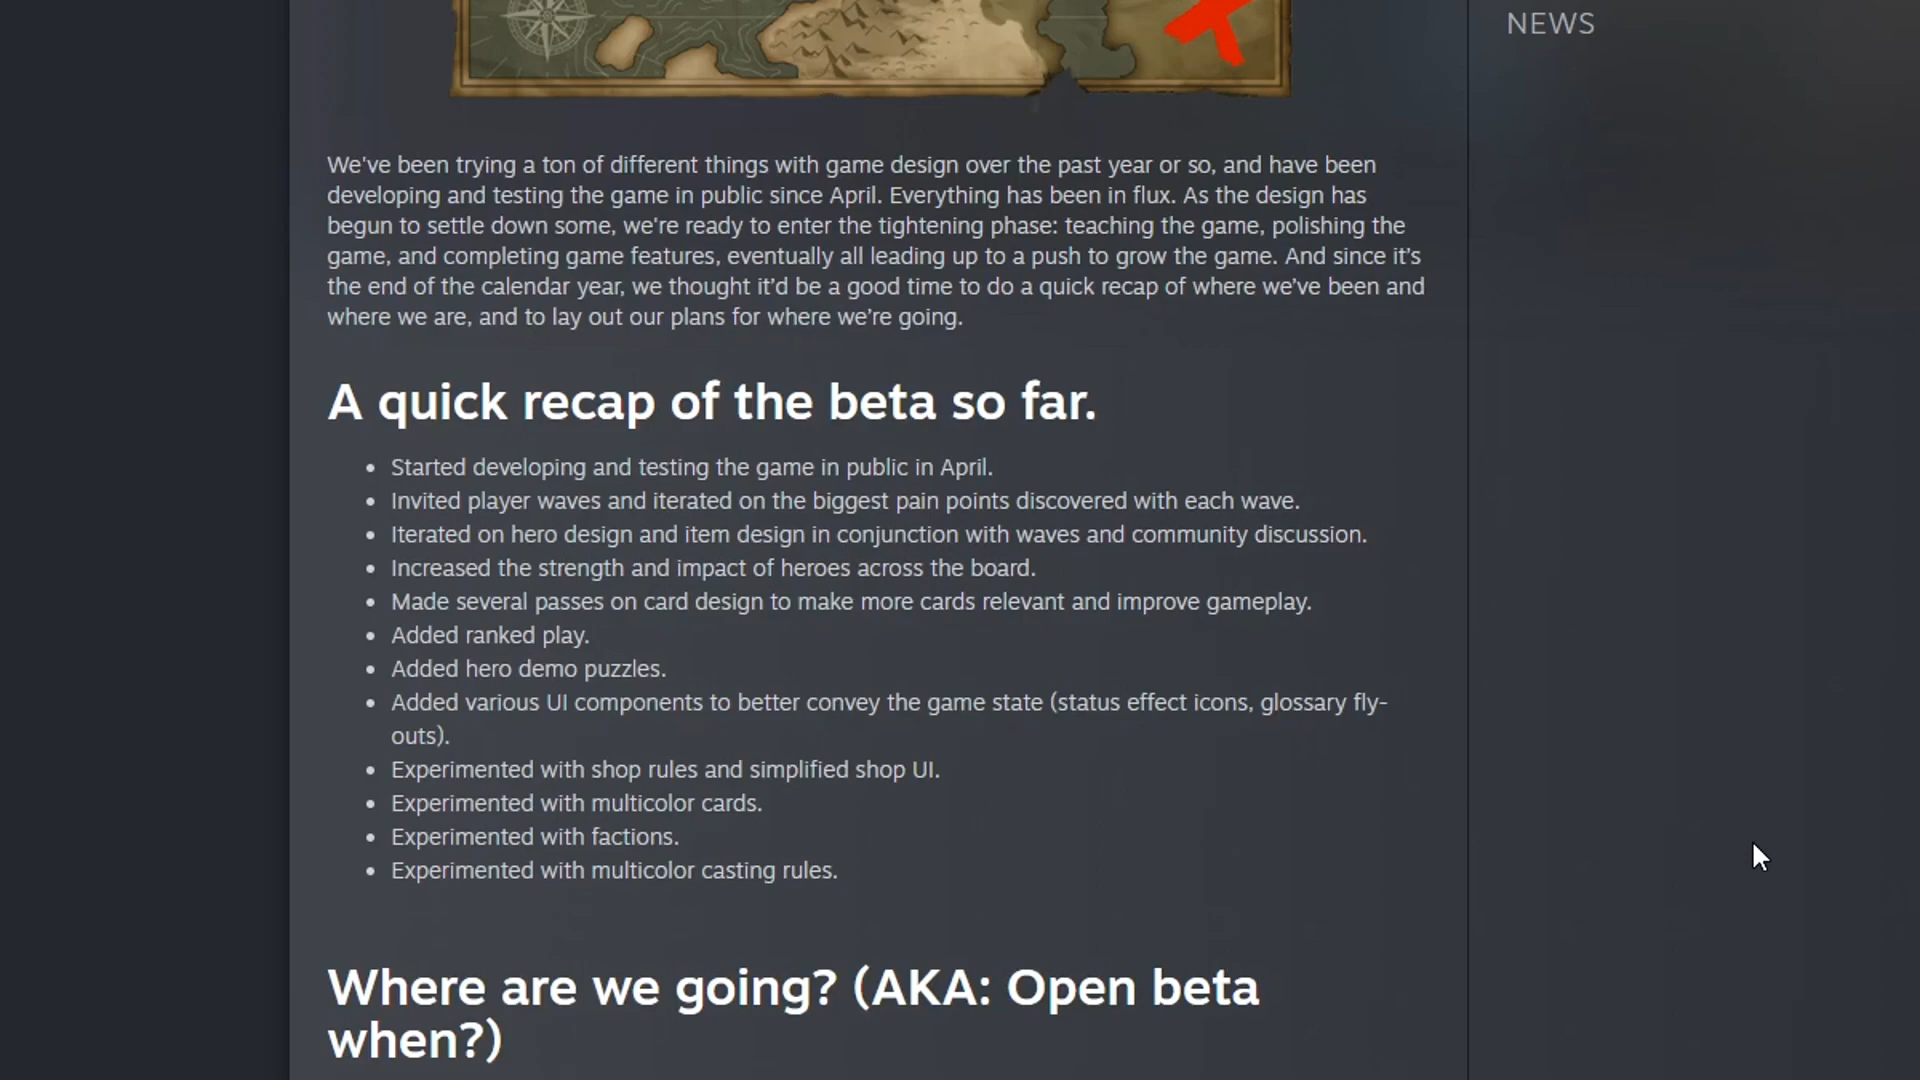 NEWS
We've been trying a ton of different things with game design over the past year or so, and have been
developing and testing the game in public since April. Everything has been in flux. As the design has
begun to settle down some, we're ready to enter the tightening phase: teaching the game, polishing the
game, and completing game features, eventually all leading up to a push to grow the game. And since it’s
the end of the calendar year, we thought it’d be a good time to do a quick recap of where we’ve been and
where we are, and to lay out our plans for where we’re going.
A quick recap of the beta so far.
• Started developing and testing the game in public in April.
• Invited player waves and iterated on the biggest pain points discovered with each wave.
• Iterated on hero design and item design in conjunction with waves and community discussion.
• Increased the strength and impact of heroes across the board.
• Made several passes on card design to make more cards relevant and improve gameplay.
• Added ranked play.
• Added hero demo puzzles.
• Added various UI components to better convey the game state (status effect icons, glossary fly-
outs).
• Experimented with shop rules and simplified shop UI.
• Experimented with multicolor cards.
• Experimented with factions.
• Experimented with multicolor casting rules.
Where are we going? (AKA: Open beta
when?)